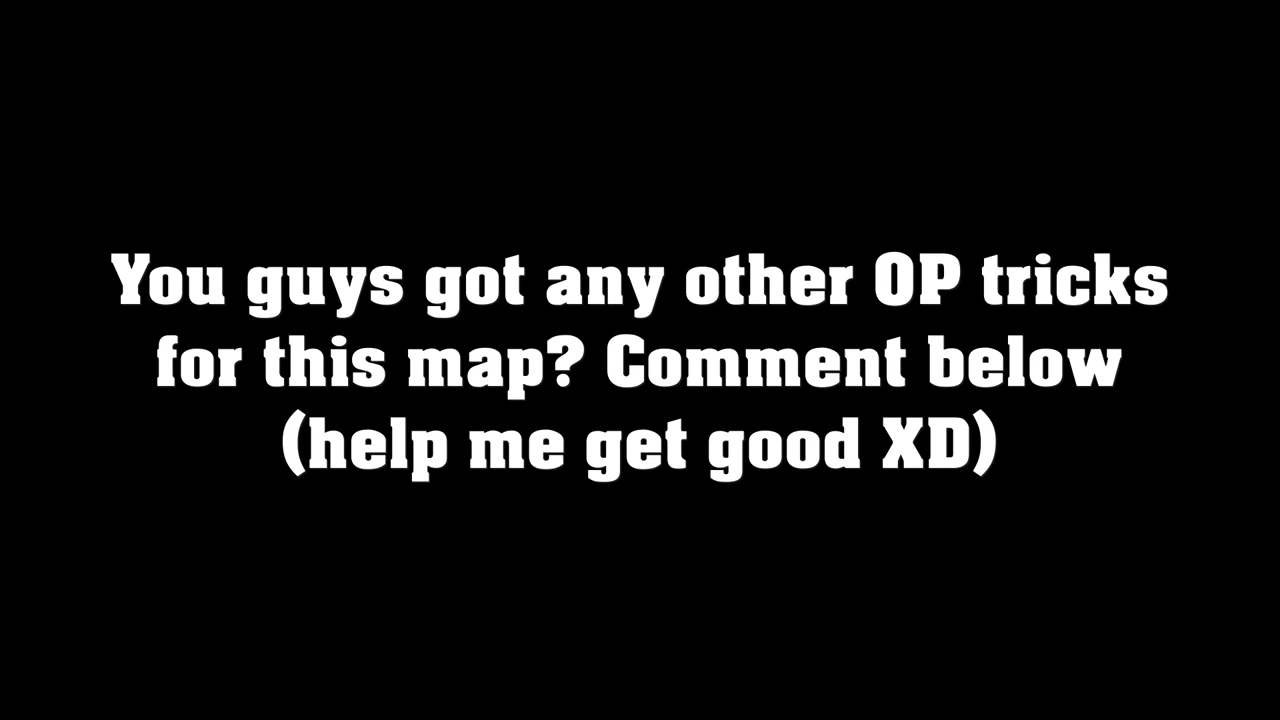 You guys got any other OP tricks
for this map? Comment below
(help me get good XD)